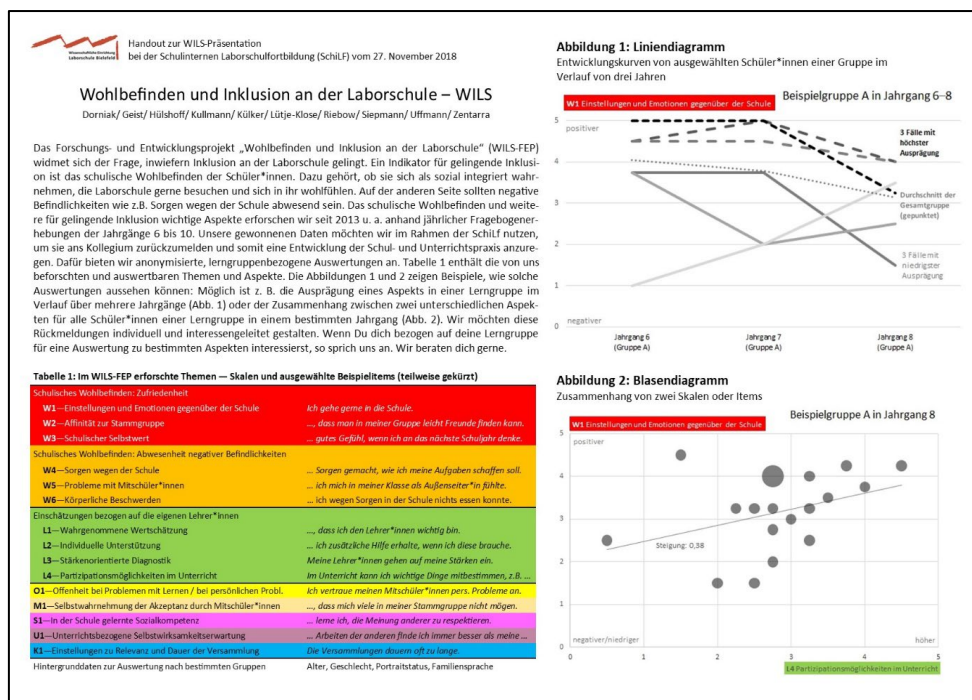 Wissenschaftliche Einrichtung
Laborschule Bielefeld
Handout zur WILS-Präsentation
bei der Schulinternen Laborschulfortbildung (SchiLF) vom 27. November 2018
Wohlbefinden und Inklusion an der Laborschule – WILS
Dorniak/ Geist/ Hülshoff/ Kullmann/ Külker/ Lütje-Klose/ Riebow/ Siepmann/ Uffmann/ Zentarra
Das Forschungs- und Entwicklungsprojekt „Wohlbefinden und Inklusion an der Laborschule“ (WILS-FEP)
widmet sich der Frage, inwiefern Inklusion an der Laborschule gelingt. Ein Indikator für gelingende Inklusi-
on ist das schulische Wohlbefinden der Schüler*innen. Dazu gehört, ob sie sich als sozial integriert wahr-
nehmen, die Laborschule gerne besuchen und sich in ihr wohlfühlen. Auf der anderen Seite sollten negative
Befindlichkeiten wie z.B. Sorgen wegen der Schule abwesend sein. Das schulische Wohlbefinden und weite-
re für gelingende Inklusion wichtige Aspekte erforschen wir seit 2013 u. a. anhand jährlicher Fragebogener-
hebungen der Jahrgänge 6 bis 10. Unsere gewonnenen Daten möchten wir im Rahmen der SchiLf nutzen,
um sie ans Kollegium zurückzumelden und somit eine Entwicklung der Schul- und Unterrichtspraxis anzure-
gen. Dafür bieten wir anonymisierte, lerngruppenbezogene Auswertungen an. Tabelle 1 enthält die von uns
beforschten und auswertbaren Themen und Aspekte. Die Abbildungen 1 und 2 zeigen Beispiele, wie solche
Auswertungen aussehen können: Möglich ist z. B. die Ausprägung eines Aspekts in einer Lerngruppe im
Verlauf über mehrere Jahrgänge (Abb. 1) oder der Zusammenhang zwischen zwei unterschiedlichen Aspek-
ten für alle Schüler*innen einer Lerngruppe in einem bestimmten Jahrgang (Abb. 2). Wir möchten diese
Rückmeldungen individuell und interessengeleitet gestalten. Wenn Du dich bezogen auf deine Lerngruppe
für eine Auswertung zu bestimmten Aspekten interessierst, so sprich uns an. Wir beraten dich gerne.
Tabelle 1: Im WILS-FEP erforschte Themen — Skalen und ausgewählte Beispielitems (teilweise gekürzt)
Schulisches Wohlbefinden: Zufriedenheit
W1—Einstellungen und Emotionen gegenüber der Schule Ich gehe gerne in die Schule.
W2—Affinität zur Stammgruppe ..., dass man in meiner Gruppe leicht Freunde finden kann.
W3—Schulischer Selbstwert ... gutes Gefühl, wenn ich an das nächste Schuljahr denke.
Schulisches Wohlbefinden: Abwesenheit negativer Befindlichkeiten
W4—Sorgen wegen der Schule ... Sorgen gemacht, wie ich meine Aufgaben schaffen soll.
W5—Probleme mit Mitschüler*innen ... ich mich in meiner Klasse als Außenseiter*in fühlte.
W6—Körperliche Beschwerden ... ich wegen Sorgen in der Schule nichts essen konnte.
Einschätzungen bezogen auf die eigenen Lehrer*innen
L1—Wahrgenommene Wertschätzung ..., dass ich den Lehrer*innen wichtig bin.
L2—Individuelle Unterstützung ... ich zusätzliche Hilfe erhalte, wenn ich diese brauche.
L3—Stärkenorientierte Diagnostik Meine Lehrer*innen gehen auf meine Stärken ein.
L4—Partizipationsmöglichkeiten im Unterricht Im Unterricht kann ich wichtige Dinge mitbestimmen, z.B. ...
O1—Offenheit bei Problemen mit Lernen / bei persönlichen Probl. Ich vertraue meinen Mitschüler*innen pers. Probleme an.
M1—Selbstwahrnehmung der Akzeptanz durch Mitschüler*innen ..., dass mich viele in meiner Stammgruppe nicht mögen.
S1—In der Schule gelernte Sozialkompetenz ... lerne ich, die Meinung anderer zu respektieren.
U1—Unterrichtsbezogene Selbstwirksamkeitserwartung ... Arbeiten der anderen finde ich immer besser als meine ...
K1—Einstellungen zu Relevanz und Dauer der Versammlung Die Versammlungen dauern oft zu lange.
Hintergrunddaten zur Auswertung nach bestimmten Gruppen Alter, Geschlecht, Portraitstatus, Familiensprache
Abbildung 1: Liniendiagramm
Entwicklungskurven von ausgewählten Schüler*innen einer Gruppe im
Verlauf von drei Jahren
W1 Einstellungen und Emotionen gegenüber der Schule
Beispielgruppe A in Jahrgang 6–8
5
positiver
4
3
2
1
negativer
0
3 Fälle mit
höchster
Ausprägung
Durchschnitt der
Gesamtgruppe
(gepunktet)
3 Fälle mit
niedrigster
Ausprägung
Jahrgang 6 Jahrgang 7 Jahrgang 8
(Gruppe A) (Gruppe A) (Gruppe A)
Abbildung 2: Blasendiagramm
Zusammenhang von zwei Skalen oder Items
Beispielgruppe A in Jahrgang 8
W1 Einstellungen und Emotionen gegenüber der Schule
5
positiver
4
3
Steigung: 0,38
2
1
negativer/niedriger höher
0
0 1 2 3 4 5
L4 Partizipationsmöglichkeiten im Unterricht